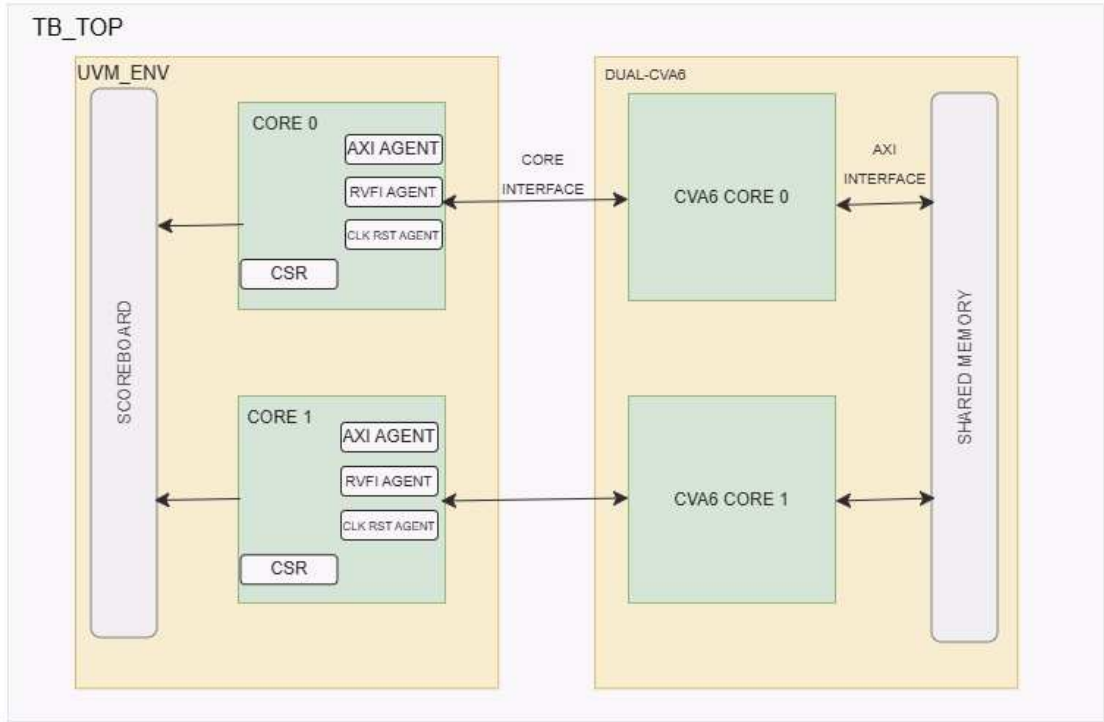 TB_TOP
UVM_ENV
SCOREBOARD
CORE 0
AXI AGENT
RVFI AGENT
CLK RST AGENT
CSR
CORE 1
AXI AGENT
RVFI AGENT
CLK RST AGENT
CSR
CORE
INTERFACE
DUAL-CVA6
CVA6 CORE 0
CVA6 CORE 1
AXI
INTERFACE
SHARED MEMORY